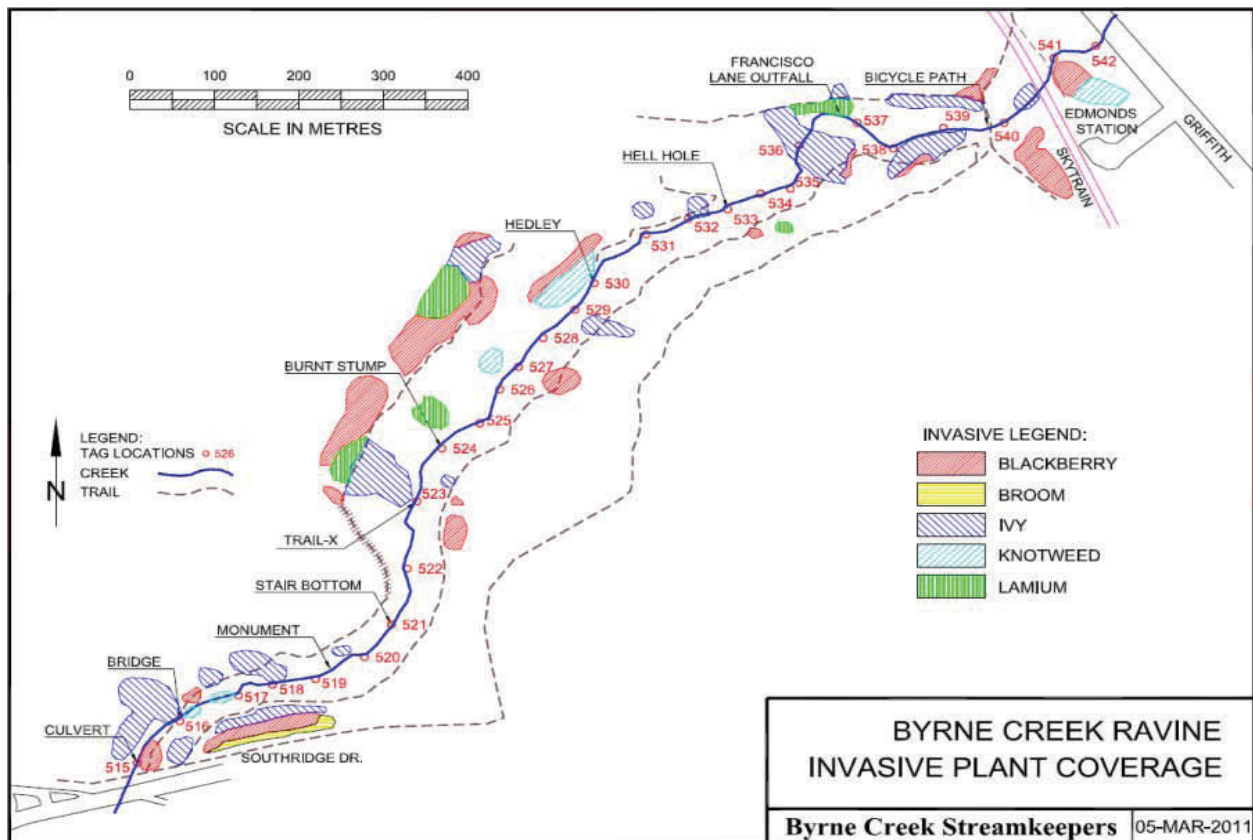 0 100 200 300 400
SCALE IN METRES
FRANCISCO
LANE OUTFALL
BICYCLE PATH
541
542
EDMONDS
STATION
GRIFFITH
SKYTRAIN
537
539
540
536
538
HELL HOLE
535
534
533
532
531
HEDLEY
530
529
528
527
BURNT STUMP
526
525
524
LEGEND:
TAG LOCATIONS 526
CREEK
TRAIL
N
523
TRAIL-X
522
STAIR BOTTOM
521
MONUMENT
520
BRIDGE
519
518
517
516
CULVERT
515
SOUTHRIDGE DR.
INVASIVE LEGEND:
BLACKBERRY
BROOM
IVY
KNOTWEED
LAMIUM
BYRNE CREEK RAVINE
INVASIVE PLANT COVERAGE
Byrne Creek Streamkeepers 05-MAR-2011